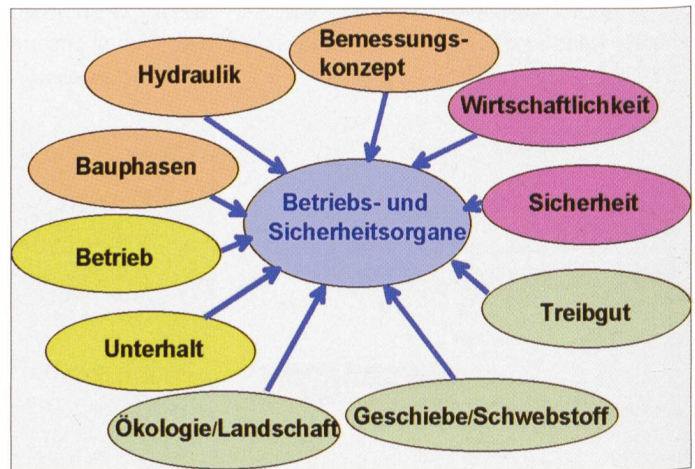 Bemessungs-
konzept
Hydraulik
Wirtschaftlichkeit
Bauphasen
Betriebs- und
Sicherheitsorgane
Sicherheit
Betrieb
Treibgut
Unterhalt
Geschiebe/Schwebstoff
Ökologie/Landschaft